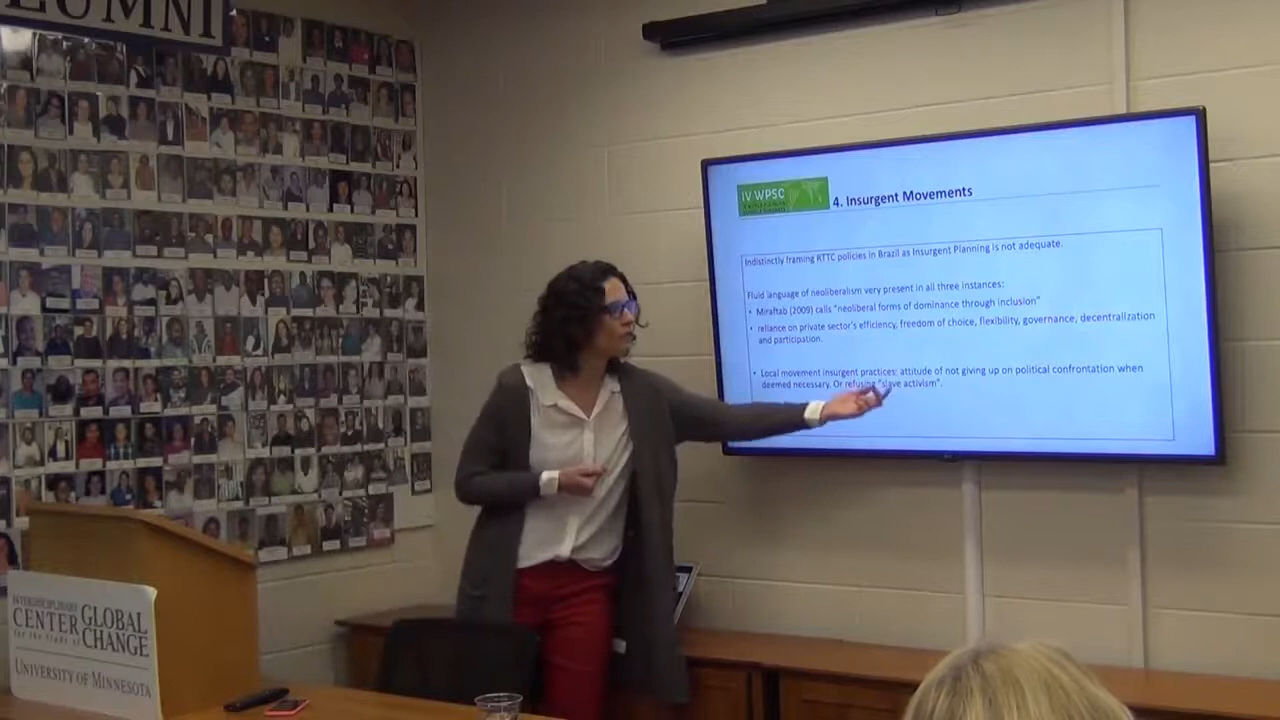 ALUMNI
IV WPSC
4. Insurgent Movements
Indistinctly framing RTTC policies in Brazil as Insurgent Planning is not adequate.
Fluid language of neoliberalism very present in all three instances:
• Miraftab (2009) calls "neoliberal forms of dominance through inclusion"
• reliance on private sector's efficiency, freedom of choice, flexibility, governance, decentralization
and participation.
• Local movement insurgent practices: attitude of not giving up on political confrontation when
deemed necessary. Or refusing "slave activism".
INTERDISCIPLINARY
CENTER GLOBAL
for the Study of CHANGE
UNIVERSITY OF MINNESOTA